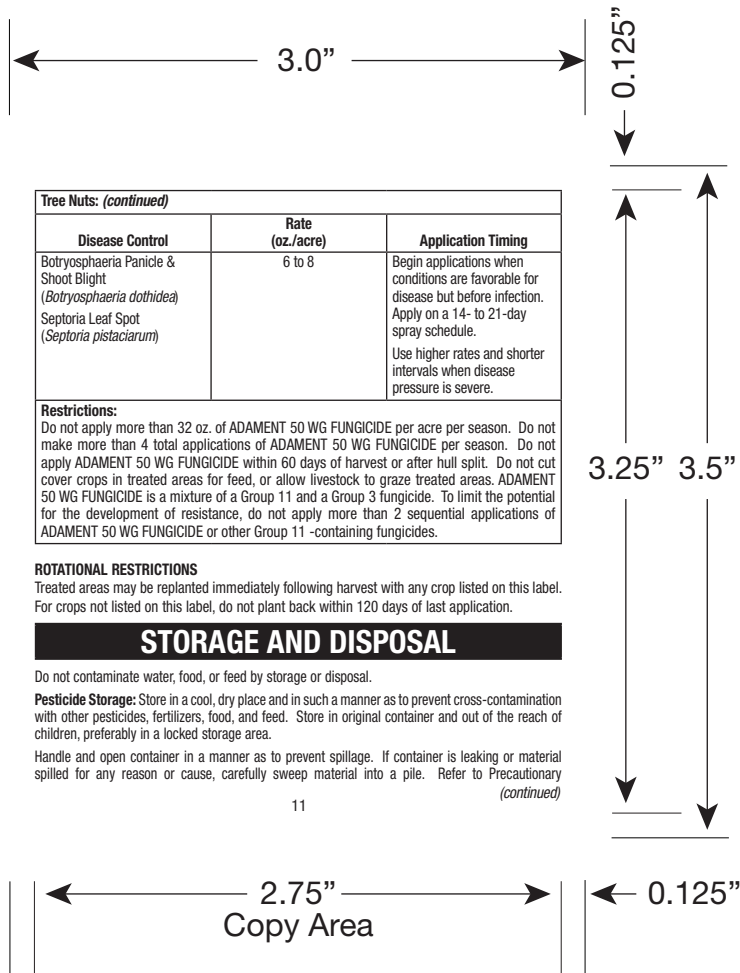 3.0”
0.125”
Tree Nuts: (continued)
Disease Control
Rate
(oz./acre)
Application Timing
Botryosphaeria Panicle &
Shoot Blight
(Botryosphaeria dothidea)
Septoria Leaf Spot
(Septoria pistaciarum)
6 to 8
Begin applications when
conditions are favorable for
disease but before infection.
Apply on a 14- to 21-day
spray schedule.
Use higher rates and shorter
intervals when disease
pressure is severe.
Restrictions:
Do not apply more than 32 oz. of ADAMENT 50 WG FUNGICIDE per acre per season. Do not
make more than 4 total applications of ADAMENT 50 WG FUNGICIDE per season. Do not
apply ADAMENT 50 WG FUNGICIDE within 60 days of harvest or after hull split. Do not cut
cover crops in treated areas for feed, or allow livestock to graze treated areas. ADAMENT
50 WG FUNGICIDE is a mixture of a Group 11 and a Group 3 fungicide. To limit the potential
for the development of resistance, do not apply more than 2 sequential applications of
ADAMENT 50 WG FUNGICIDE or other Group 11 -containing fungicides.
3.25” 3.5”
ROTATIONAL RESTRICTIONS
Treated areas may be replanted immediately following harvest with any crop listed on this label.
For crops not listed on this label, do not plant back within 120 days of last application.
STORAGE AND DISPOSAL
Do not contaminate water, food, or feed by storage or disposal.
Pesticide Storage: Store in a cool, dry place and in such a manner as to prevent cross-contamination
with other pesticides, fertilizers, food, and feed. Store in original container and out of the reach of
children, preferably in a locked storage area.
Handle and open container in a manner as to prevent spillage. If container is leaking or material
spilled for any reason or cause, carefully sweep material into a pile. Refer to Precautionary
(continued)
11
2.75”
Copy Area
0.125”